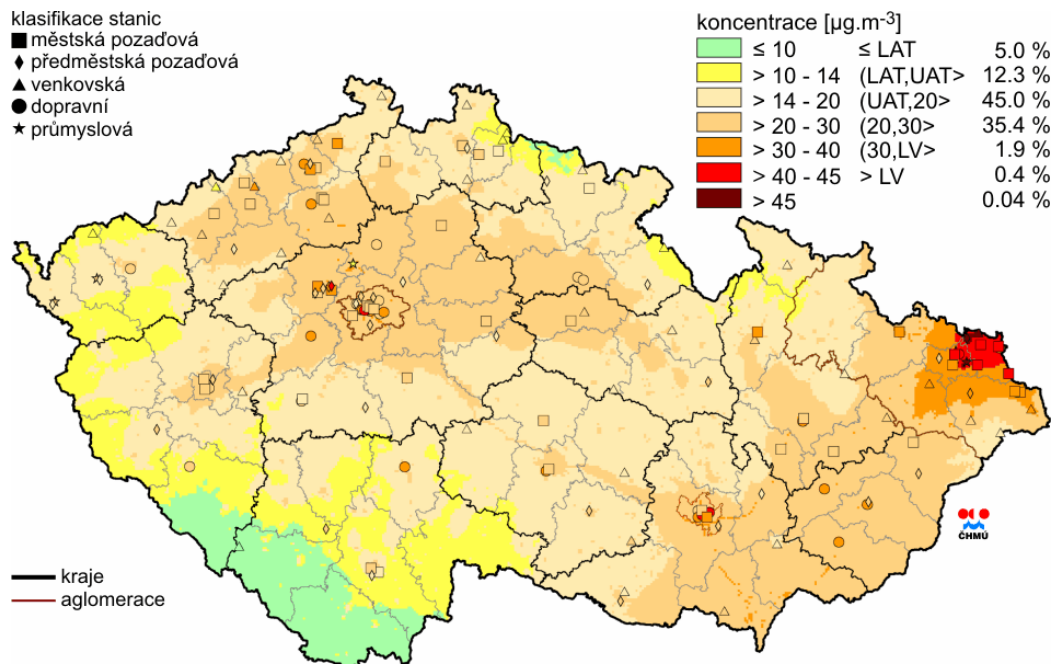 klasifikace stanic
městská pozaďová
předměstská pozaďová
venkovská
dopravní
průmyslová
koncentrace [µg.m-3]
≤ 10 ≤ LAT 5.0 %
> 10 - 14 (LAT,UAT> 12.3 %
> 14 - 20 (UAT,20> 45.0 %
> 20 - 30 (20,30> 35.4 %
> 30 - 40 (30,LV> 1.9 %
> 40 - 45 > LV 0.4 %
> 45 0.04 %
ČHMÚ
kraje
aglomerace